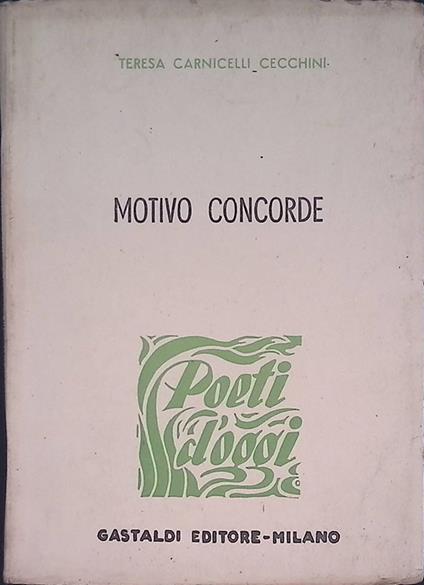 TERESA CARNICELLI CECCHINI
MOTIVO CONCORDE
Poeti
d'oggi
GASTALDI EDITORE-MILANO